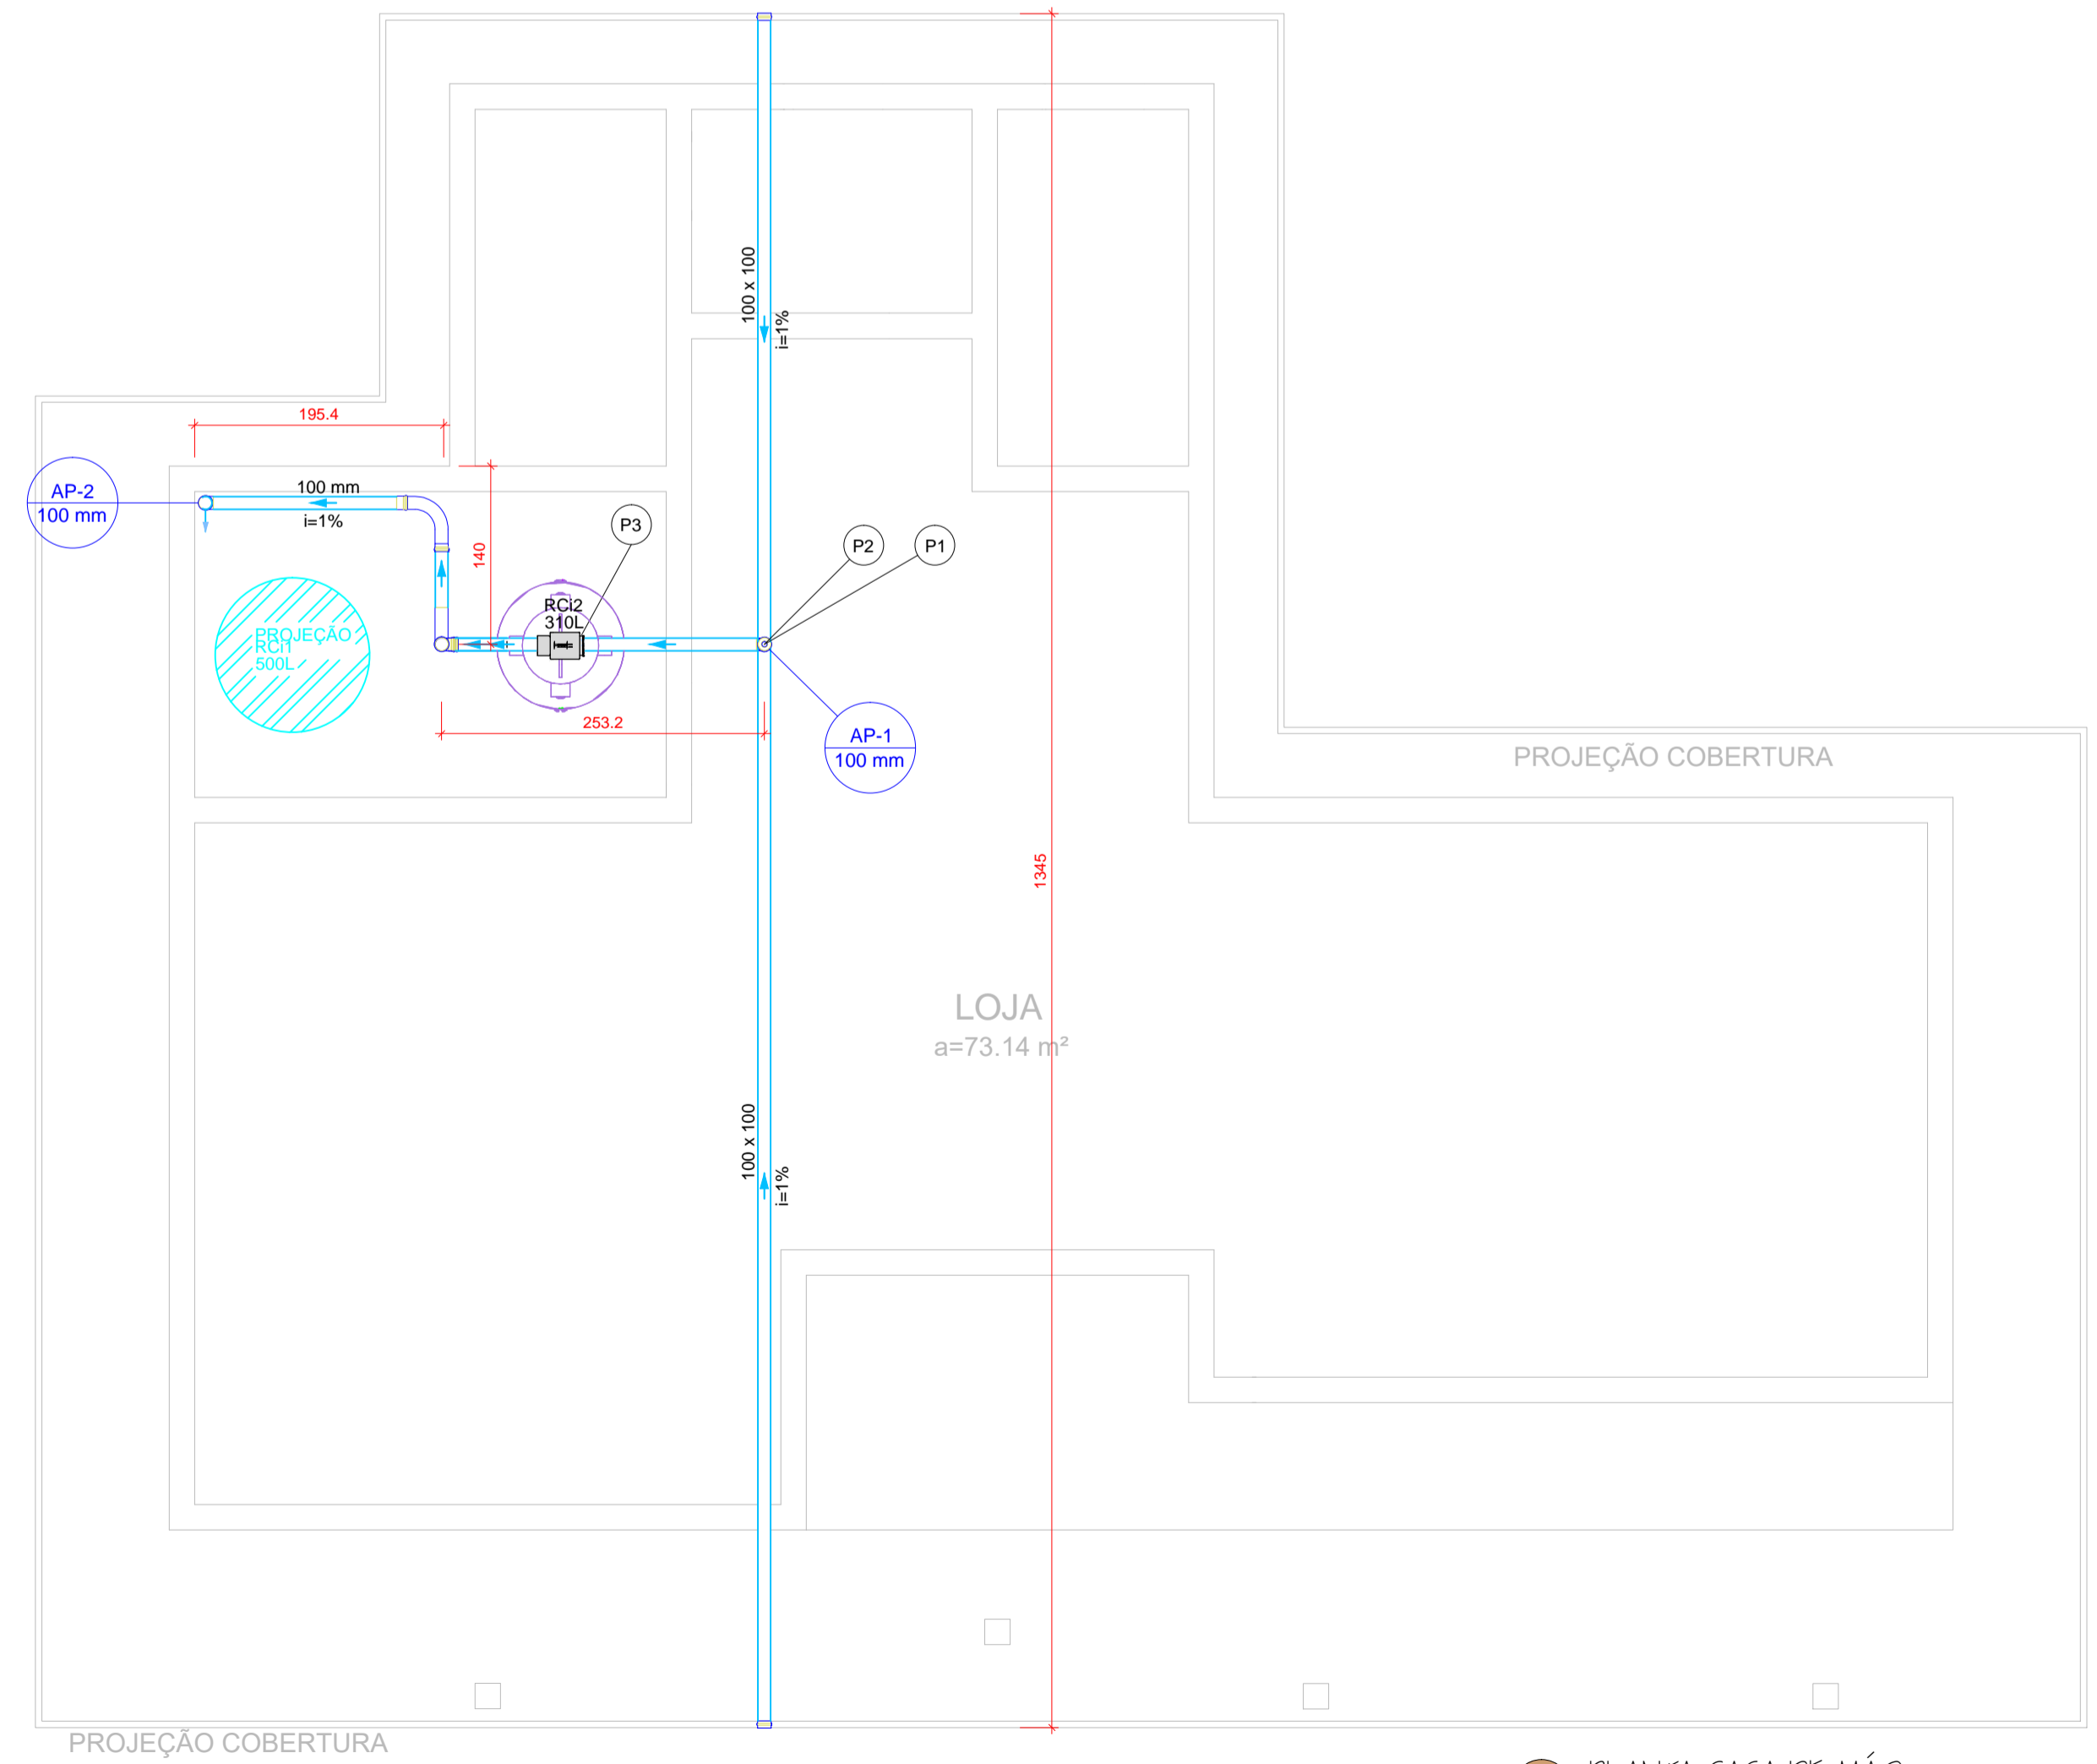 100 x 100
i=1%
195.4
AP-2
100 mm
100 mm
i=1%
140
P3
P2
P1
RCi2
310L
PROJEÇÃO
RCi1
500L
253.2
AP-1
100 mm
PROJEÇÃO COBERTURA
1345
LOJA
a=73.14 m²
100 x 100
i=1%
PROJEÇÃO COBERTURA